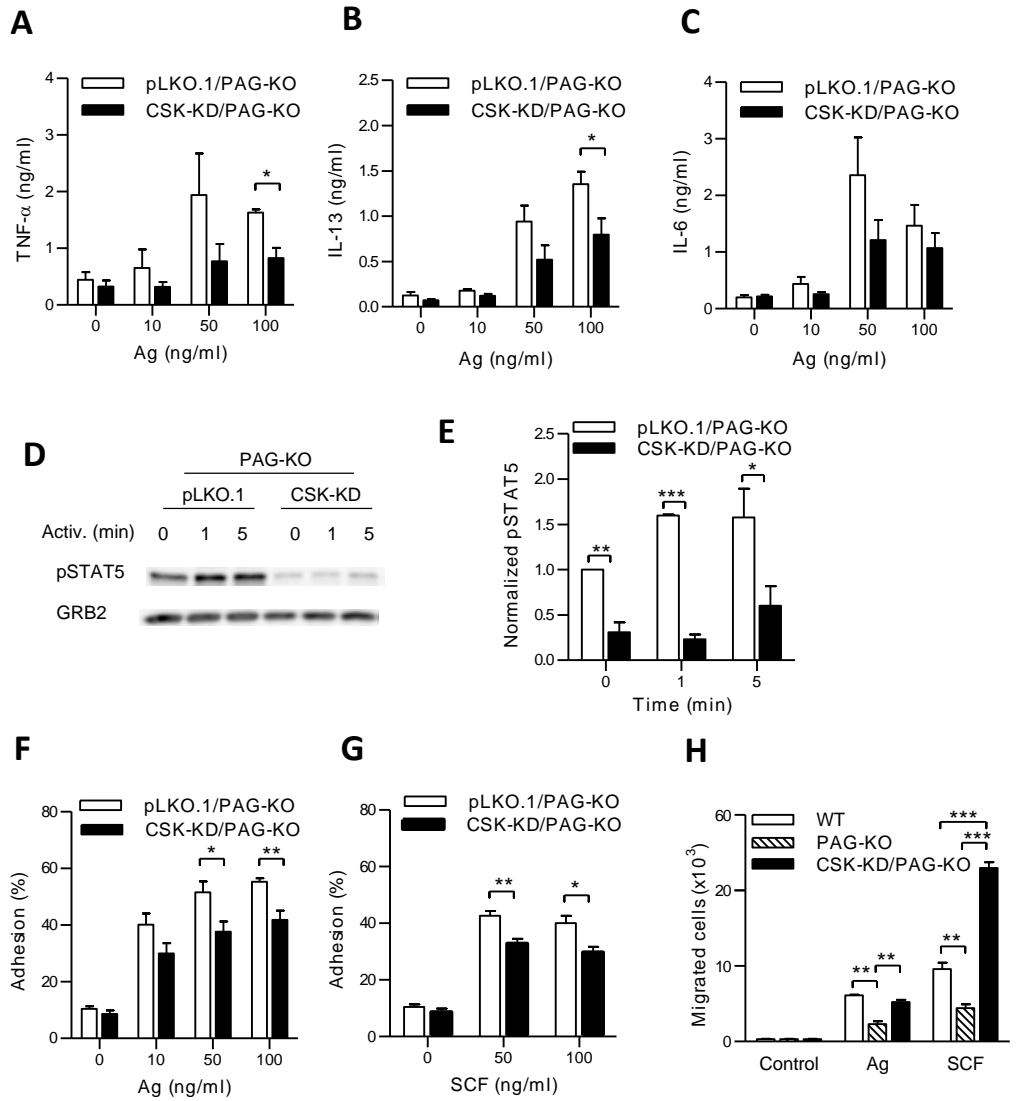 A
pLKO.1/PAG-KO
CSK-KD/PAG-KO
TNF-α (ng/ml)
4
3
2
1
0
*
0 10 50 100
Ag (ng/ml)
B
pLKO.1/PAG-KO
CSK-KD/PAG-KO
IL-13 (ng/ml)
2.5
2.0
1.5
1.0
0.5
0.0
*
0 10 50 100
Ag (ng/ml)
C
pLKO.1/PAG-KO
CSK-KD/PAG-KO
IL-6 (ng/ml)
4
3
2
1
0
0 10 50 100
Ag (ng/ml)
D
PAG-KO
pLKO.1 CSK-KD
Activ. (min) 0 1 5 0 1 5
pSTAT5
GRB2
E
pLKO.1/PAG-KO
CSK-KD/PAG-KO
Normalized pSTAT5
2.5
2.0
1.5
1.0
0.5
0.0
** *** *
0 1 5
Time (min)
F
pLKO.1/PAG-KO
CSK-KD/PAG-KO
Adhesion (%)
80
60
40
20
0
* **
0 10 50 100
Ag (ng/ml)
G
pLKO.1/PAG-KO
CSK-KD/PAG-KO
Adhesion (%)
80
60
40
20
0
** *
0 50 100
SCF (ng/ml)
H
WT
PAG-KO
CSK-KD/PAG-KO
Migrated cells (x10³)
20
10
0
***
***
**
** **
Control Ag SCF